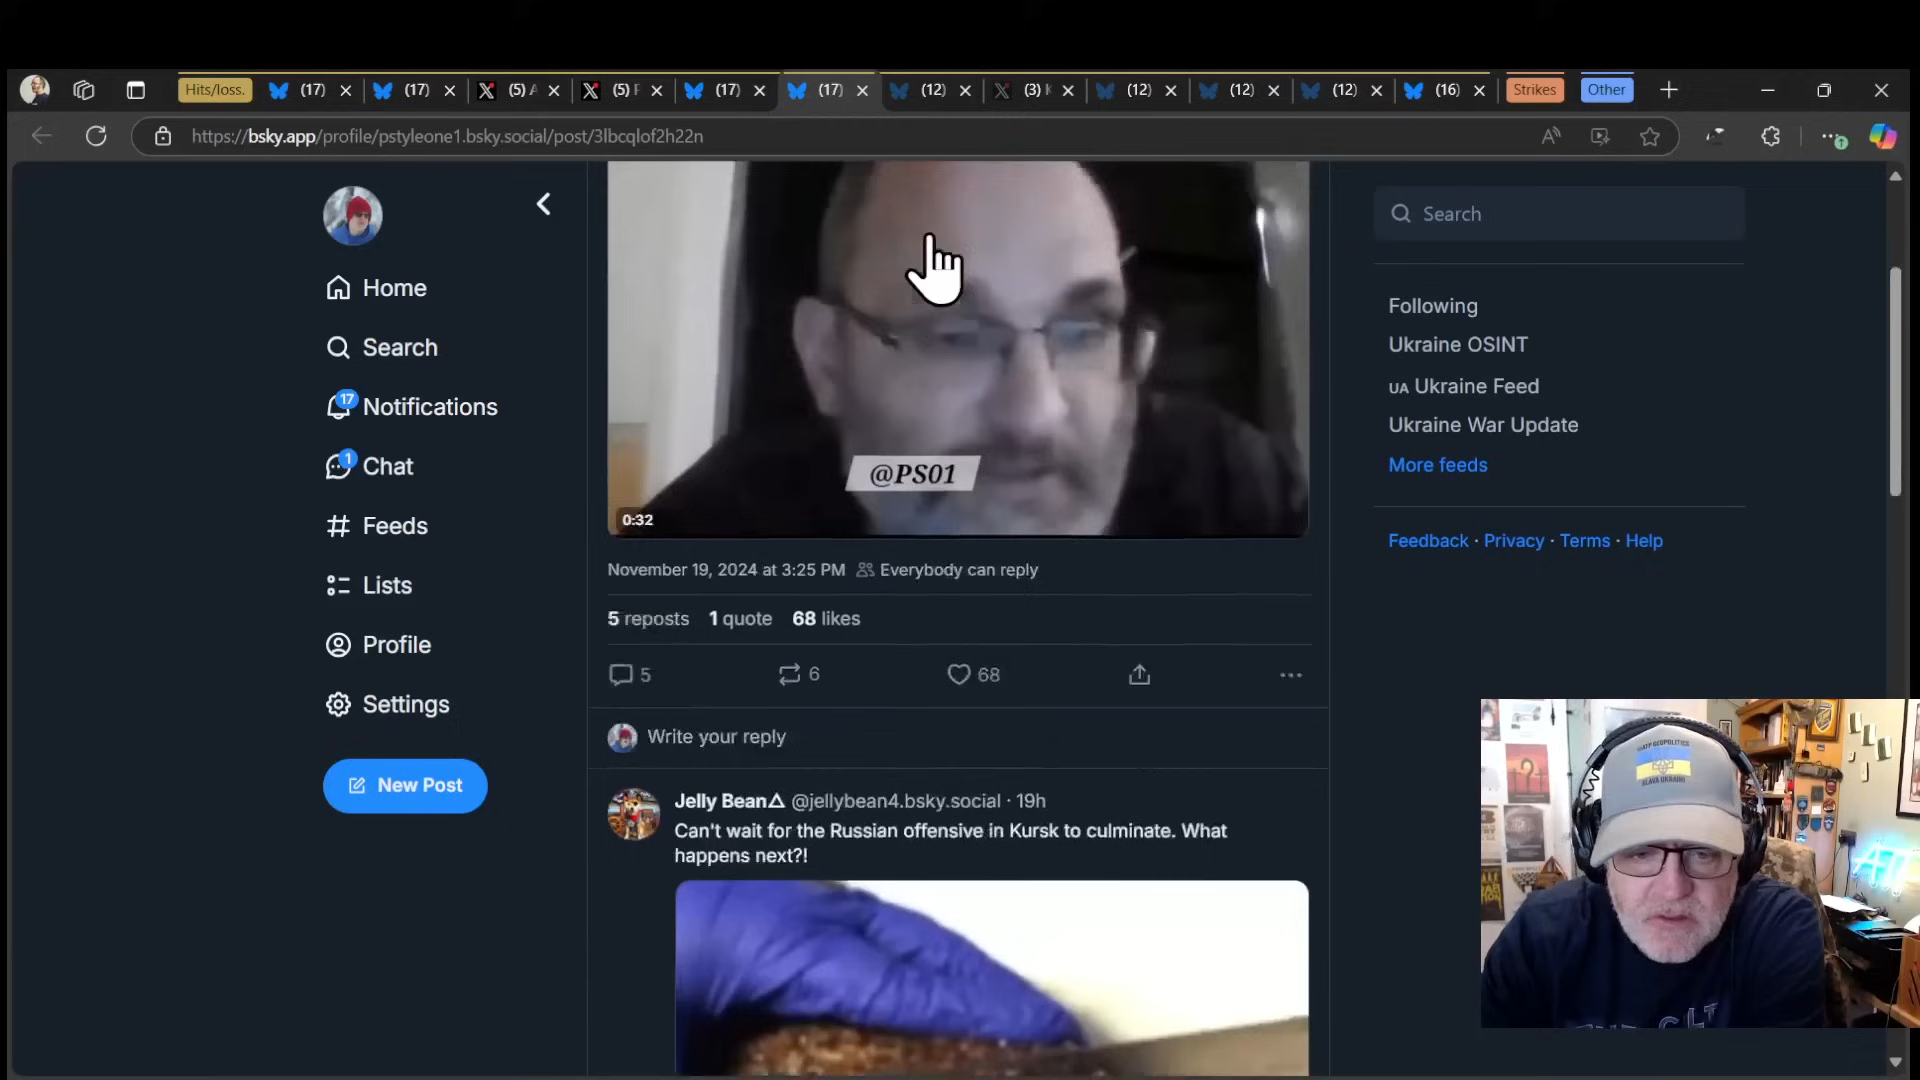 Hits/loss.
(17)
(17)
(5) A
(5) F
(17)
(17)
(12)
(3) K
(12)
(12)
(12)
(16)
Strikes
Other
https://bsky.app/profile/pstyleone1.bsky.social/post/3lbcqlof2h22n
Home
Search
17
Notifications
1
Chat
Feeds
Lists
Profile
Settings
New Post
@PS01
0:32
November 19, 2024 at 3:25 PM Everybody can reply
5 reposts 1 quote 68 likes
5 6 68
Write your reply
Jelly Bean△ @jellybean4.bsky.social · 19h
Can't wait for the Russian offensive in Kursk to culminate. What
happens next?!
Search
Following
Ukraine OSINT
UA Ukraine Feed
Ukraine War Update
More feeds
Feedback · Privacy · Terms · Help
ATP GEOPOLITICS
SLAVA UKRAINI